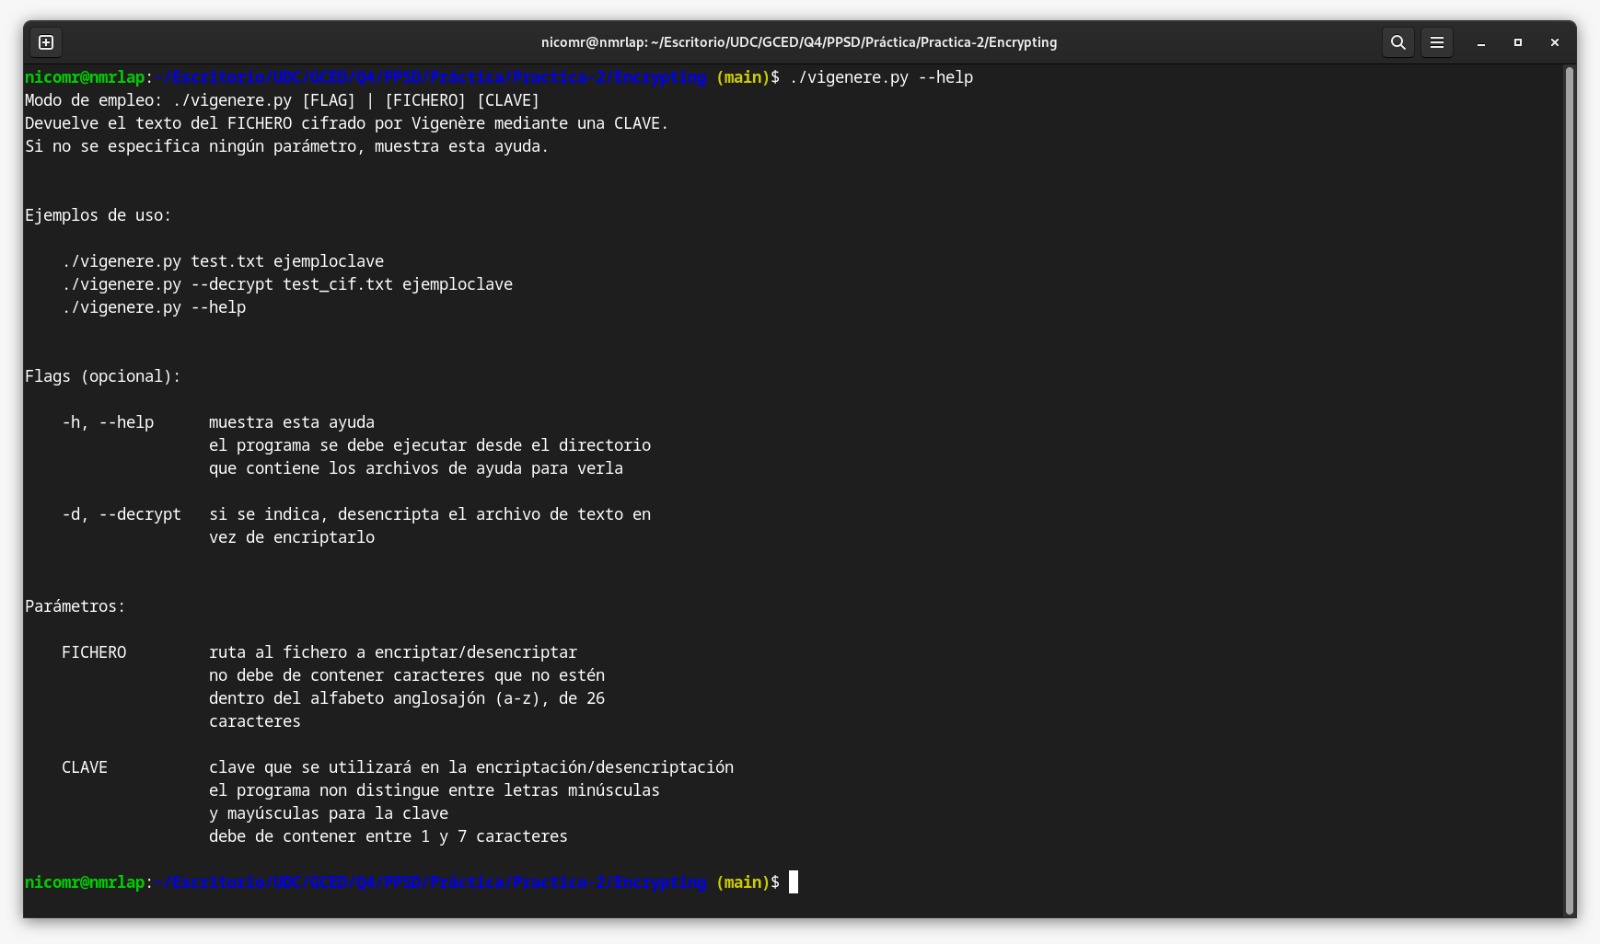 nicomr@nmrlap: ~/Escritorio/UDC/GCED/Q4/PPSD/Práctica/Practica-2/Encrypting
nicomr@nmrlap:~/Escritorio/UDC/GCED/Q4/PPSD/Práctica/Practica-2/Encrypting (main)$ ./vigenere.py --help
Modo de empleo: ./vigenere.py [FLAG] | [FICHERO] [CLAVE]
Devuelve el texto del FICHERO cifrado por Vigenère mediante una CLAVE.
Si no se especifica ningún parámetro, muestra esta ayuda.
Ejemplos de uso:
./vigenere.py test.txt ejemploclave
./vigenere.py --decrypt test_cif.txt ejemploclave
./vigenere.py --help
Flags (opcional):
-h, --help muestra esta ayuda
el programa se debe ejecutar desde el directorio
que contiene los archivos de ayuda para verla
-d, --decrypt si se indica, desencripta el archivo de texto en
vez de encriptarlo
Parámetros:
FICHERO ruta al fichero a encriptar/desencriptar
no debe de contener caracteres que no estén
dentro del alfabeto anglosajón (a-z), de 26
caracteres
CLAVE clave que se utilizará en la encriptación/desencriptación
el programa non distingue entre letras minúsculas
y mayúsculas para la clave
debe de contener entre 1 y 7 caracteres
nicomr@nmrlap:~/Escritorio/UDC/GCED/Q4/PPSD/Práctica/Practica-2/Encrypting (main)$